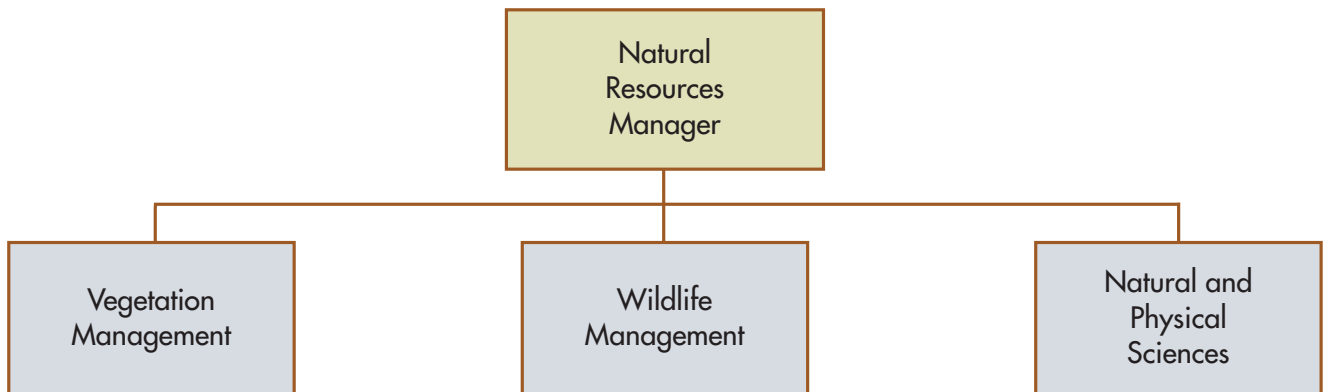 Natural
Resources
Manager
Vegetation
Management
Wildlife
Management
Natural and
Physical
Sciences